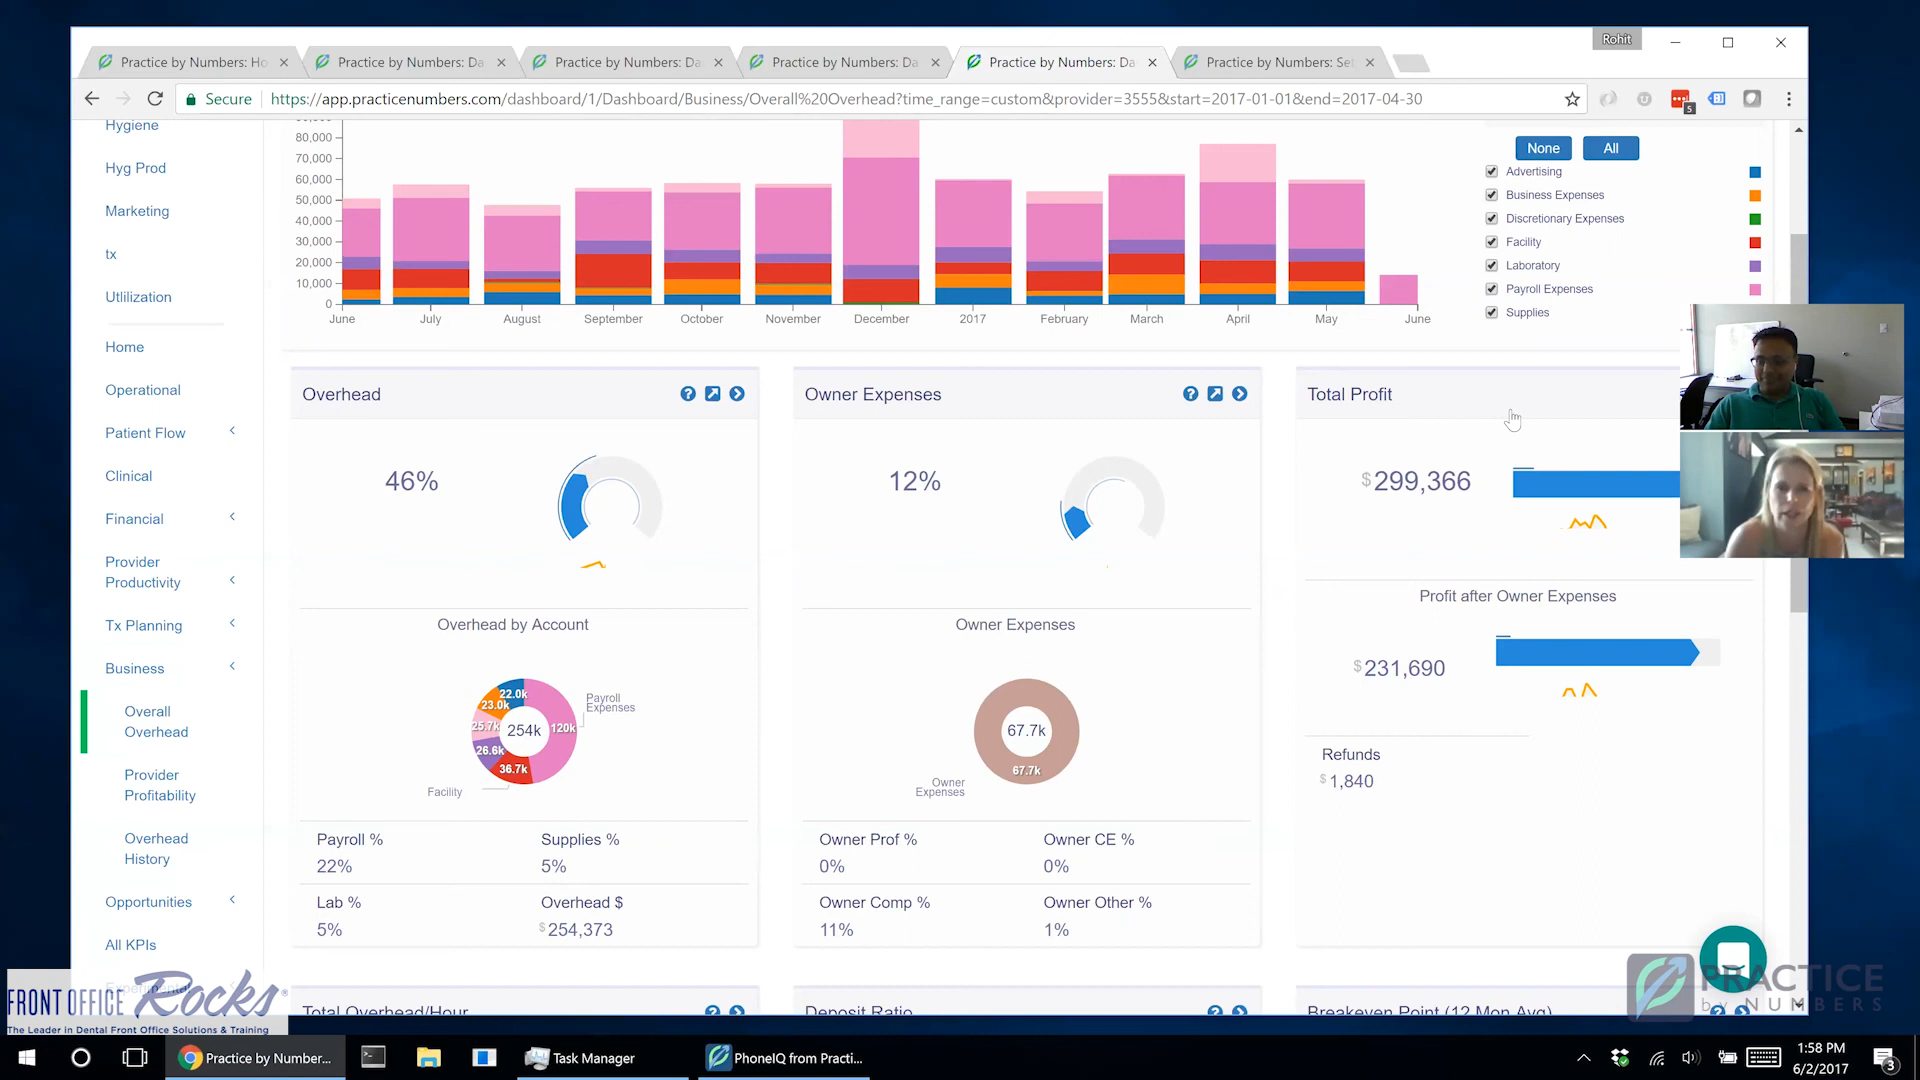 Rohit
Practice by Numbers: Ho
Practice by Numbers: Da
Practice by Numbers: Da
Practice by Numbers: Da
Practice by Numbers: Da
Practice by Numbers: Se
Secure
https://app.practicenumbers.com/dashboard/1/Dashboard/Business/Overall%20Overhead?time_range=custom&provider=3555&start=2017-01-01&end=2017-04-30
Hygiene
Hyg Prod
Marketing
tx
Utlilization
Home
Operational
Patient Flow
Clinical
Financial
Provider
Productivity
Tx Planning
Business
Overall
Overhead
Provider
Profitability
Overhead
History
Opportunities
All KPIs
Experimental
80,000
70,000
60,000
50,000
40,000
30,000
20,000
10,000
0
June
July
August
September
October
November
December
2017
February
March
April
May
June
None
All
Advertising
Business Expenses
Discretionary Expenses
Facility
Laboratory
Payroll Expenses
Supplies
Overhead
46%
Overhead by Account
22.0k
23.0k
25.7k
26.6k
36.7k
120k
254k
Payroll
Expenses
Facility
Payroll %
22%
Supplies %
5%
Lab %
5%
Overhead $
$254,373
Owner Expenses
12%
Owner Expenses
67.7k
67.7k
Owner
Expenses
Owner Prof %
0%
Owner CE %
0%
Owner Comp %
11%
Owner Other %
1%
Total Profit
$299,366
Profit after Owner Expenses
$231,690
Refunds
$1,840
Total Overhead/Hour
Deposit Ratio
Breakeven Point (12 Mon Avg)
FRONT OFFICE Rocks
The Leader in Dental Front Office Solutions & Training
PRACTICE
by NUMBERS
Practice by Number...
Task Manager
PhoneIQ from Practi...
1:58 PM
6/2/2017
3